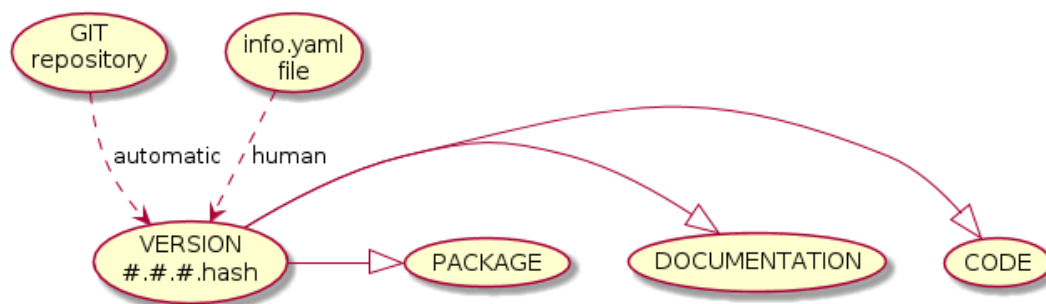 GIT
repository
info.yaml
file
automatic
human
VERSION
#.#.#.hash
PACKAGE
DOCUMENTATION
CODE